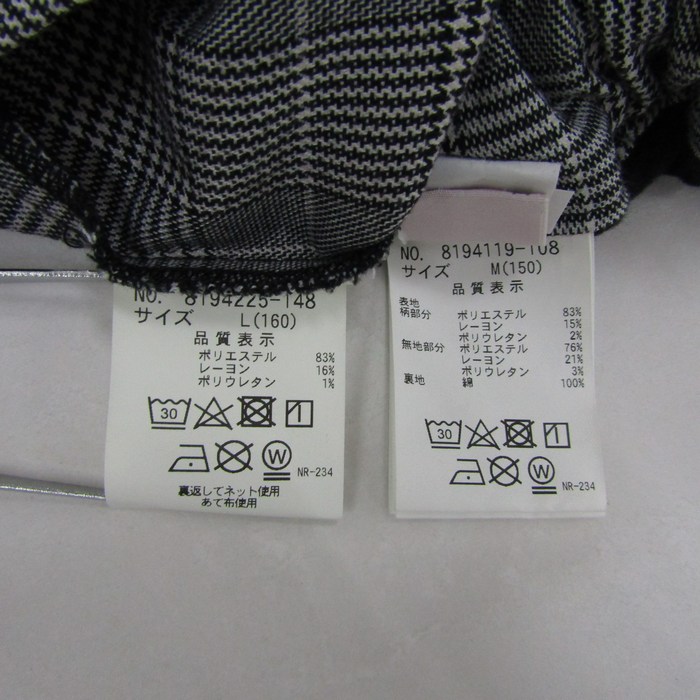 NO. 8194225-148
サイズ L(160)
品質表示
ポリエステル 83%
レーヨン 16%
ポリウレタン 1%
30
W
NR-234
裏返してネット使用
あて布使用
NO. 8194119-108
サイズ M(150)
品質表示
表地
柄部分 ポリエステル 83%
レーヨン 15%
ポリウレタン 2%
無地部分 ポリエステル 76%
レーヨン 21%
ポリウレタン 3%
裏地 綿 100%
30
W
NR-234